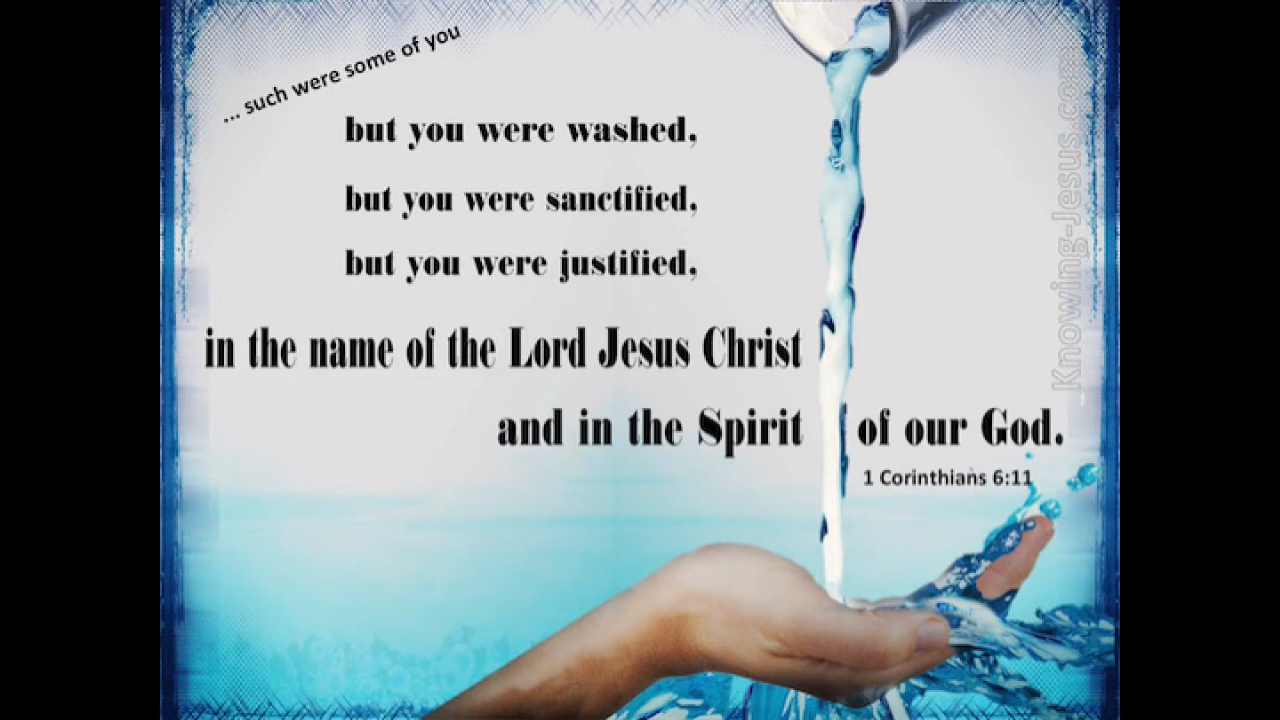 ... such were some of you
but you were washed,
but you were sanctified,
but you were justified,
in the name of the Lord Jesus Christ
and in the Spirit of our God.
1 Corinthians 6:11
Knowing-Jesus.com